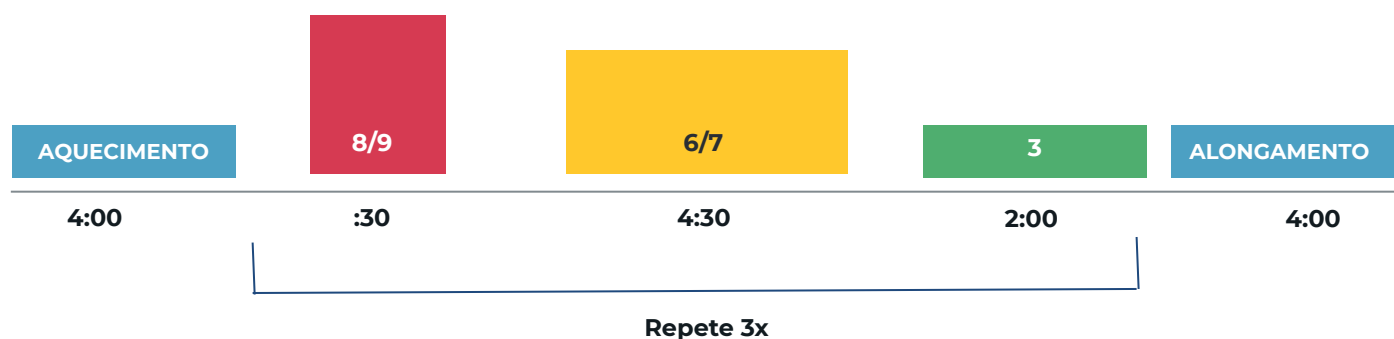 8/9
6/7
3
AQUECIMENTO
ALONGAMENTO
4:00
:30
4:30
2:00
4:00
Repete 3x